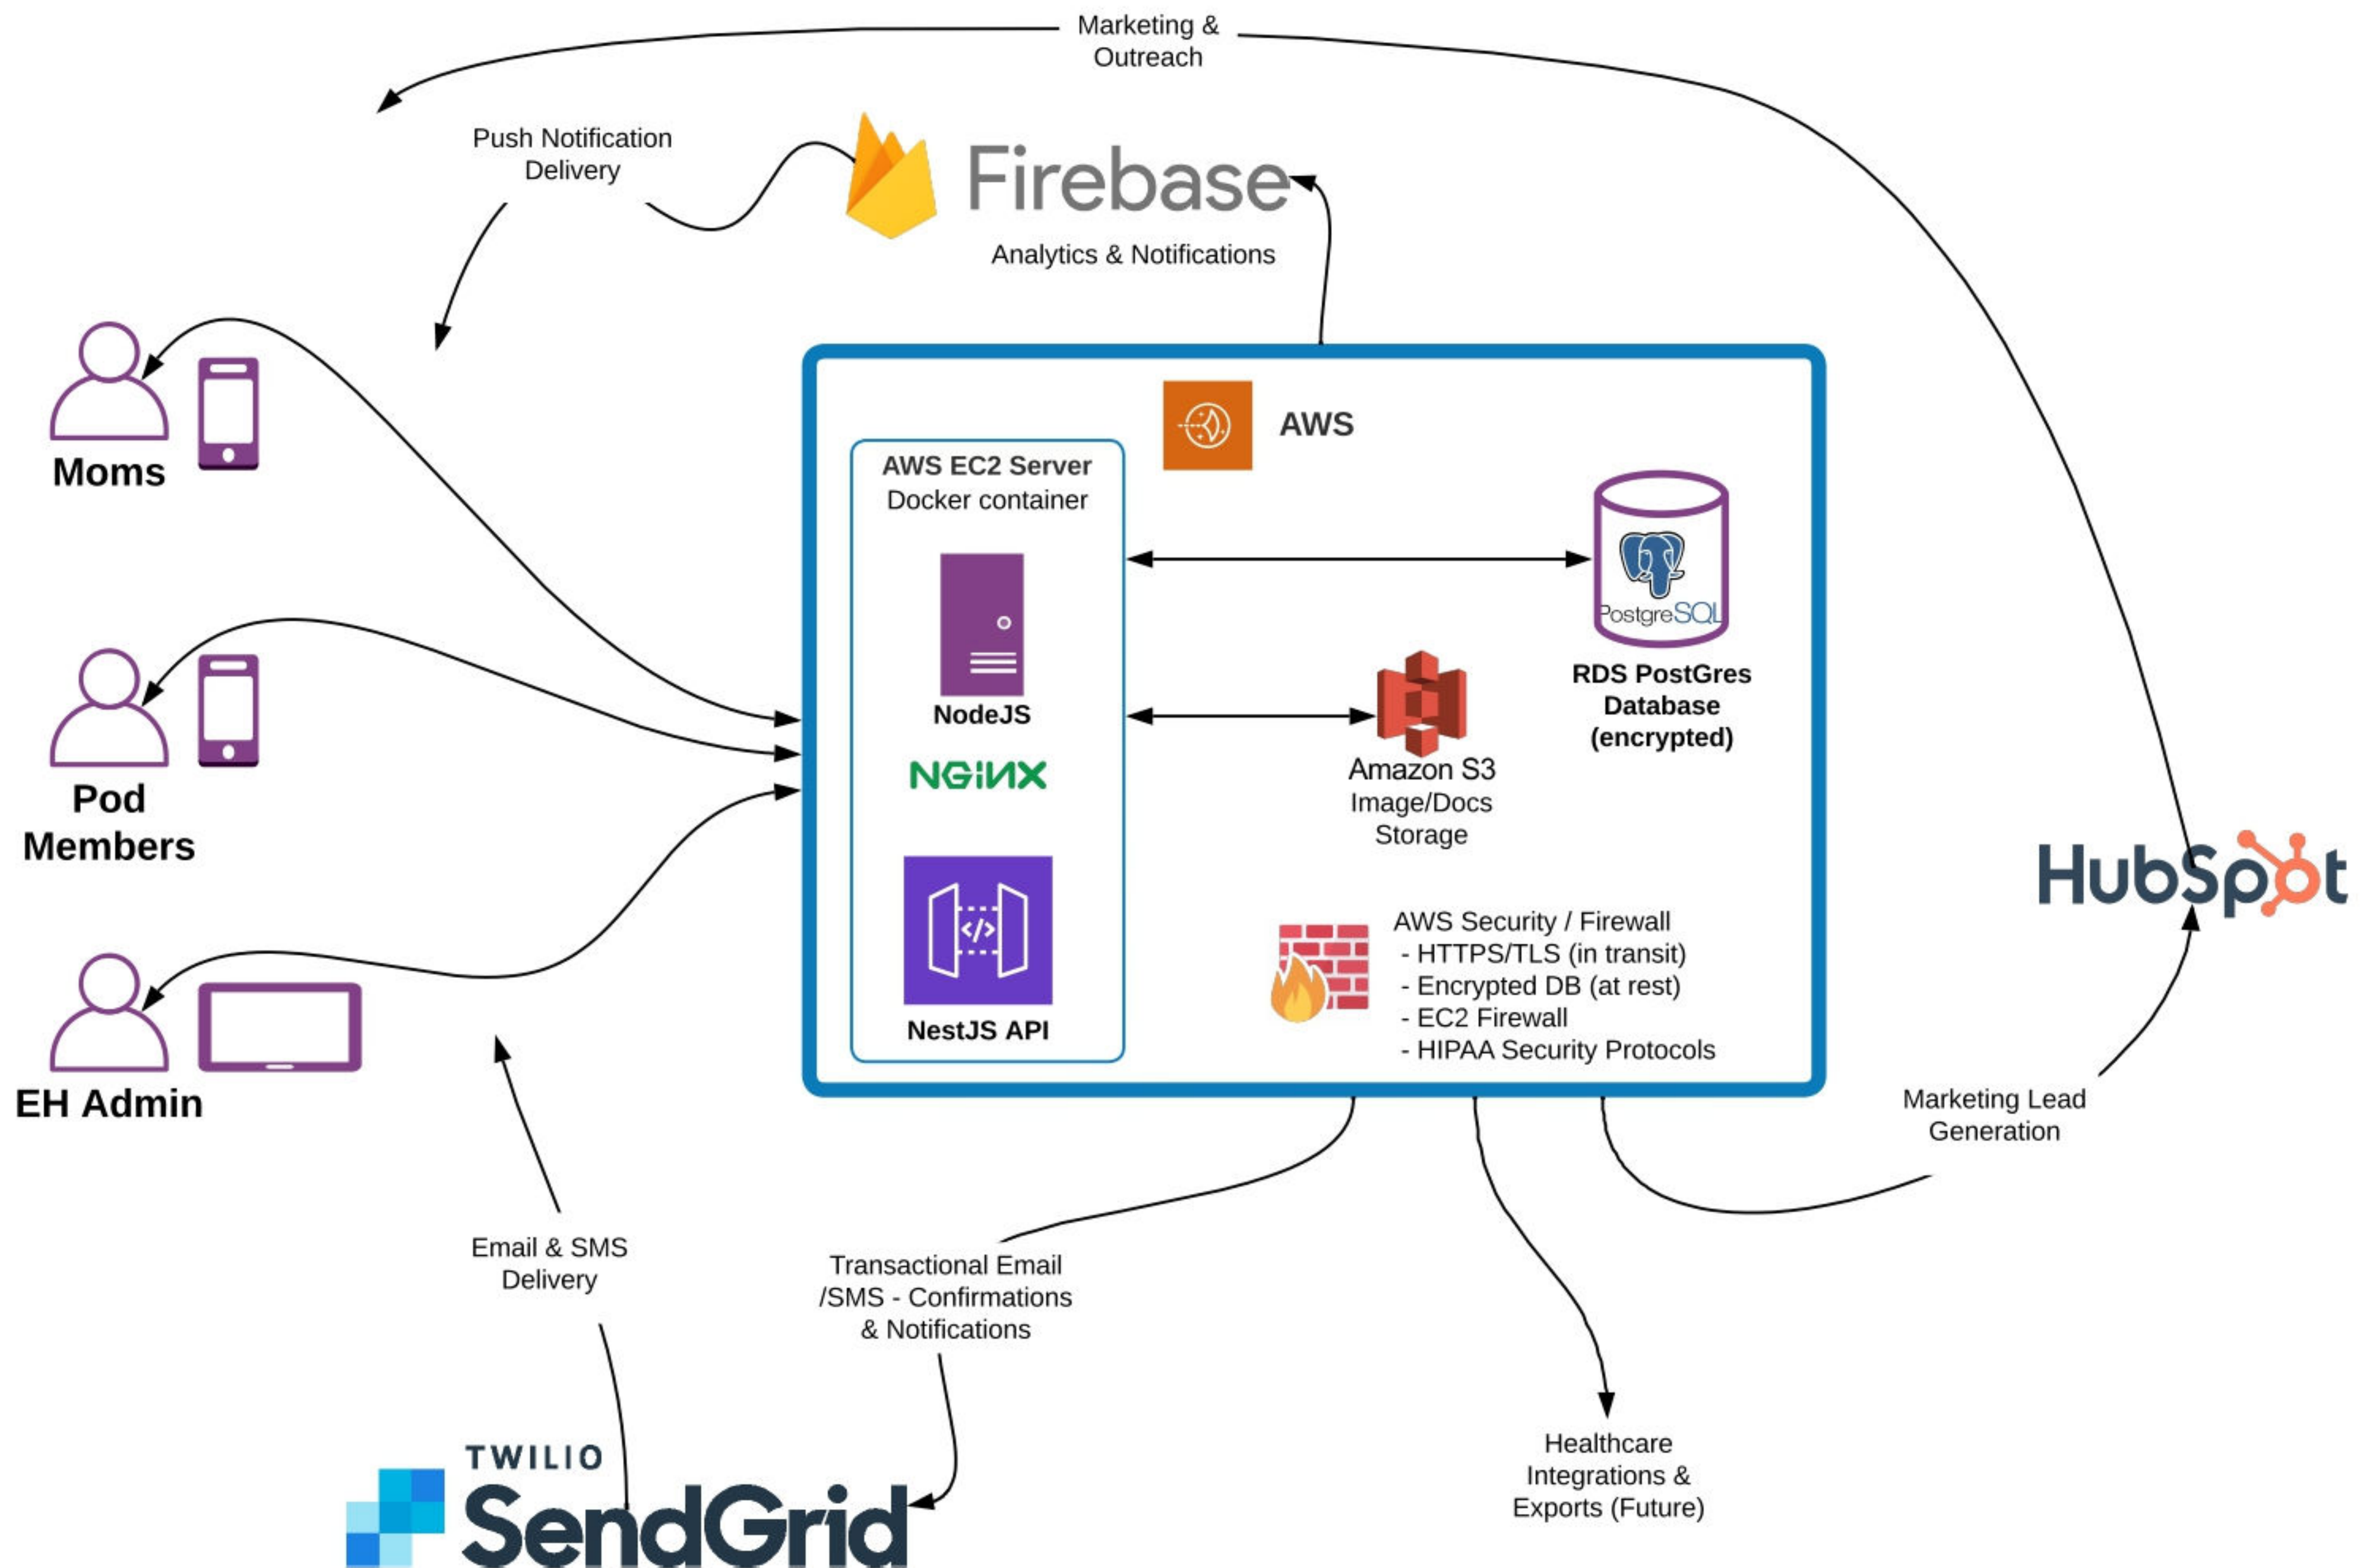 Marketing &
Outreach
Push Notification
Delivery
Firebase
Analytics & Notifications
Moms
AWS
AWS EC2 Server
Docker container
PostgreSQL
NodeJS
RDS PostGres
Database
(encrypted)
NGiNX
Amazon S3
Image/Docs
Storage
Pod
Members
HubSpot
</>
NestJS API
AWS Security / Firewall
- HTTPS/TLS (in transit)
- Encrypted DB (at rest)
- EC2 Firewall
- HIPAA Security Protocols
EH Admin
Marketing Lead
Generation
Email & SMS
Delivery
Transactional Email
/SMS - Confirmations
& Notifications
Healthcare
Integrations &
Exports (Future)
TWILIO
SendGrid